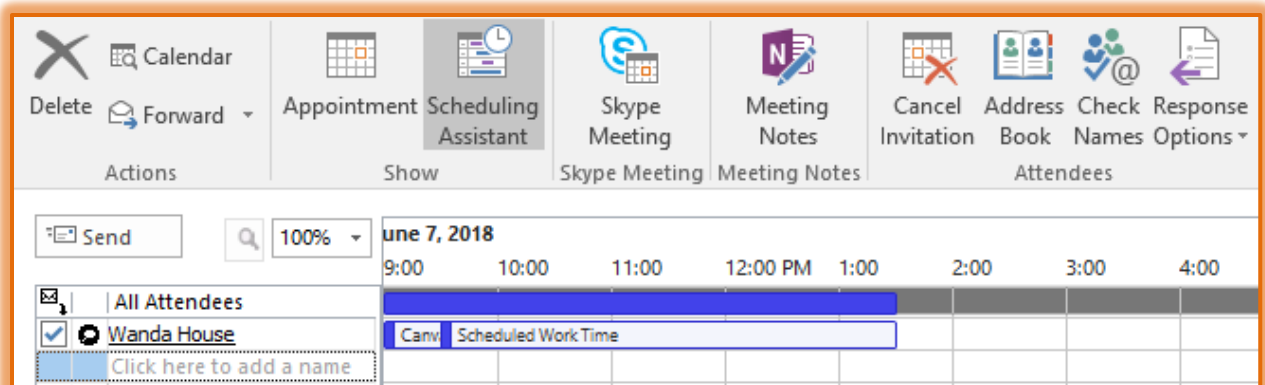 Calendar
Forward
Delete
Actions
Appointment
Scheduling
Assistant
Show
Skype
Meeting
Skype Meeting
Meeting
Notes
Meeting Notes
Cancel
Invitation
Address
Book
Check
Names
Response
Options
Attendees
Send
100%
une 7, 2018
9:00 10:00 11:00 12:00 PM 1:00 2:00 3:00 4:00
All Attendees
Wanda House Canv Scheduled Work Time
Click here to add a name